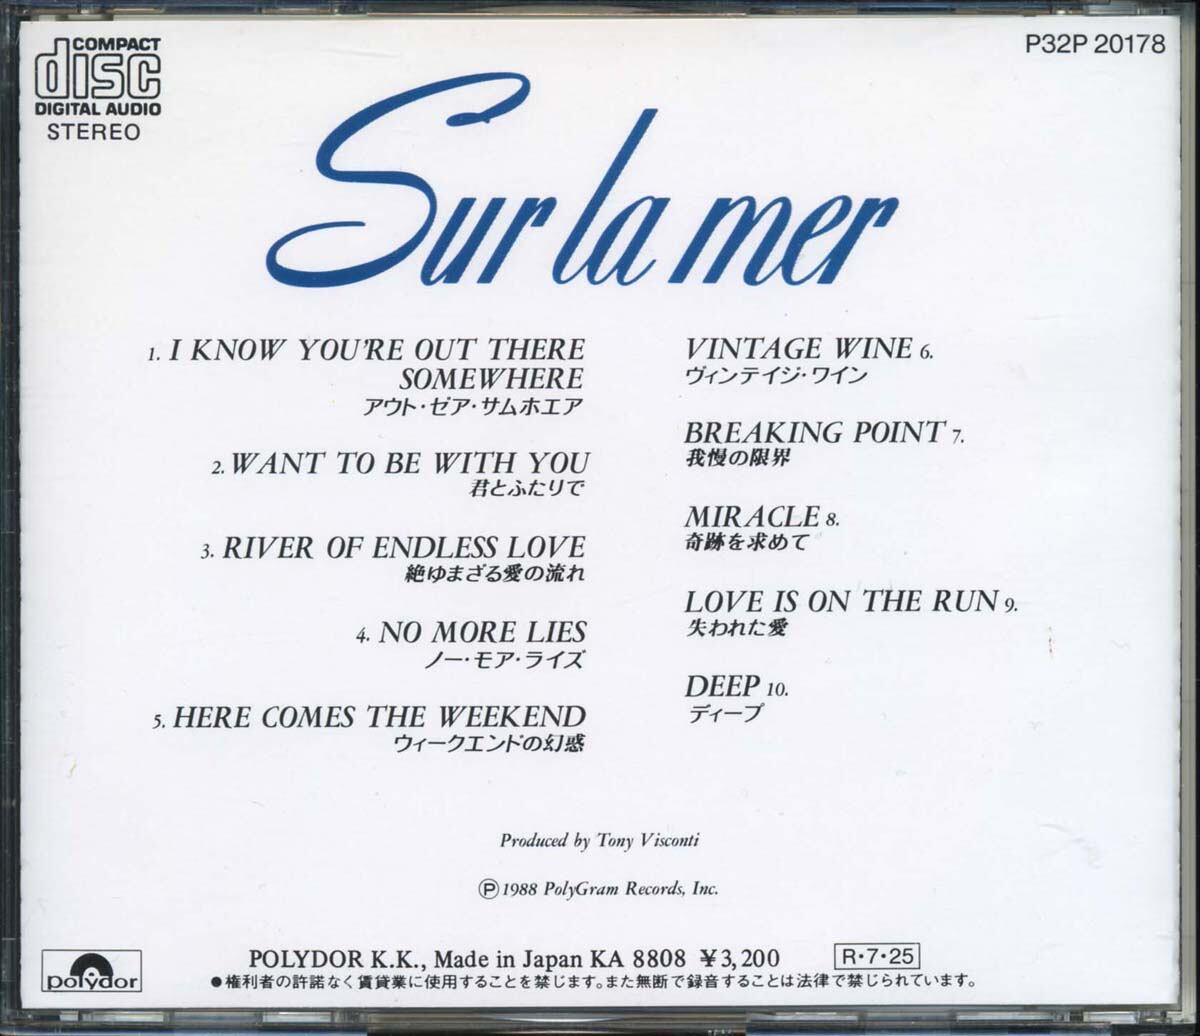 COMPACT
disc
DIGITAL AUDIO
STEREO
P32P 20178
Sur la mer
1. I KNOW YOU'RE OUT THERE
SOMEWHERE
アウト・ゼア・サムホエア
2. WANT TO BE WITH YOU
君とふたりで
3. RIVER OF ENDLESS LOVE
絶ゆまざる愛の流れ
4. NO MORE LIES
ノー・モア・ライズ
5. HERE COMES THE WEEKEND
ウィークエンドの幻惑
VINTAGE WINE 6.
ヴィンテイジ・ワイン
BREAKING POINT 7.
我慢の限界
MIRACLE 8.
奇跡を求めて
LOVE IS ON THE RUN 9.
失われた愛
DEEP 10.
ディープ
Produced by Tony Visconti
Ⓟ1988 PolyGram Records, Inc.
polydor
POLYDOR K.K., Made in Japan KA 8808 ¥3,200
R・7・25
●権利者の許諾なく賃貸業に使用することを禁じます。また無断で録音することは法律で禁じられています。